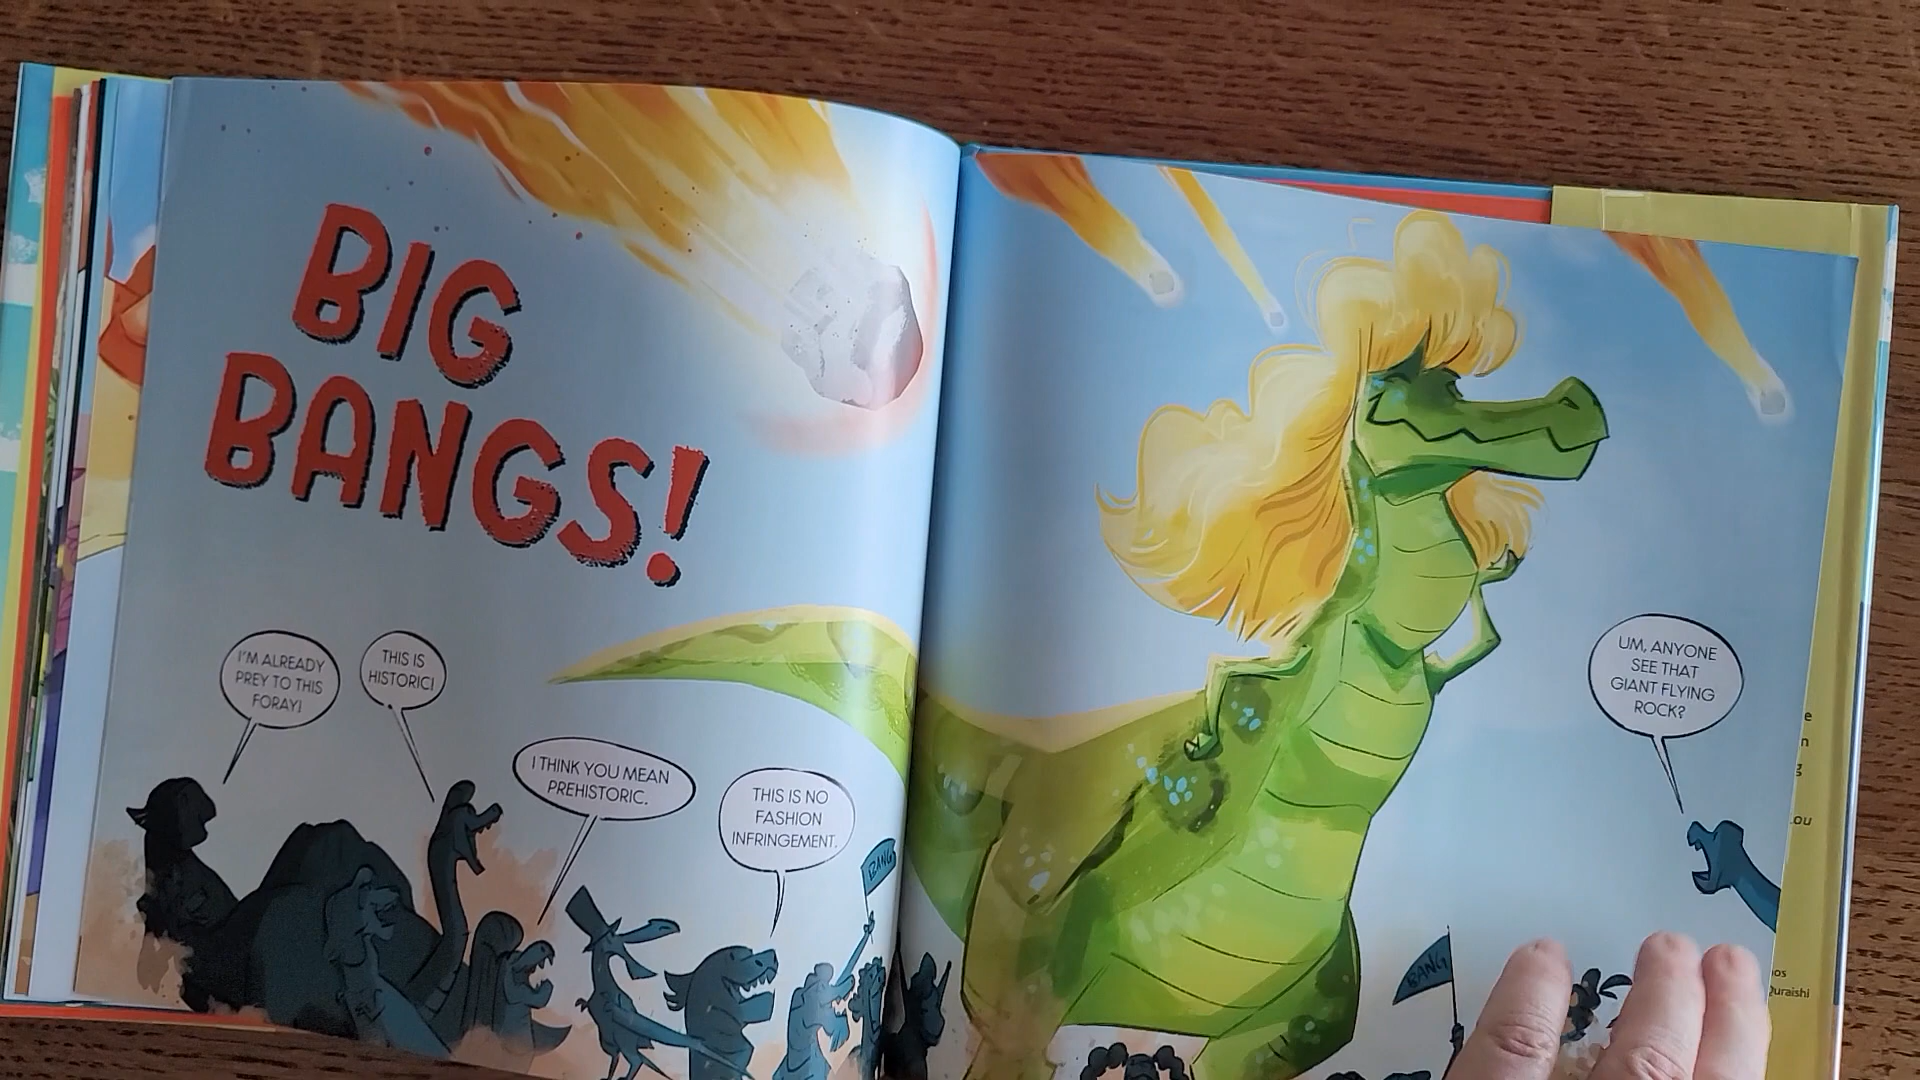 BIG
BANGS!
I'M ALREADY
PREY TO THIS
FORAY!
THIS IS
HISTORIC!
I THINK YOU MEAN
PREHISTORIC.
THIS IS NO
FASHION
INFRINGEMENT.
BANG
UM, ANYONE
SEE THAT
GIANT FLYING
ROCK?
BANG
Quraishi